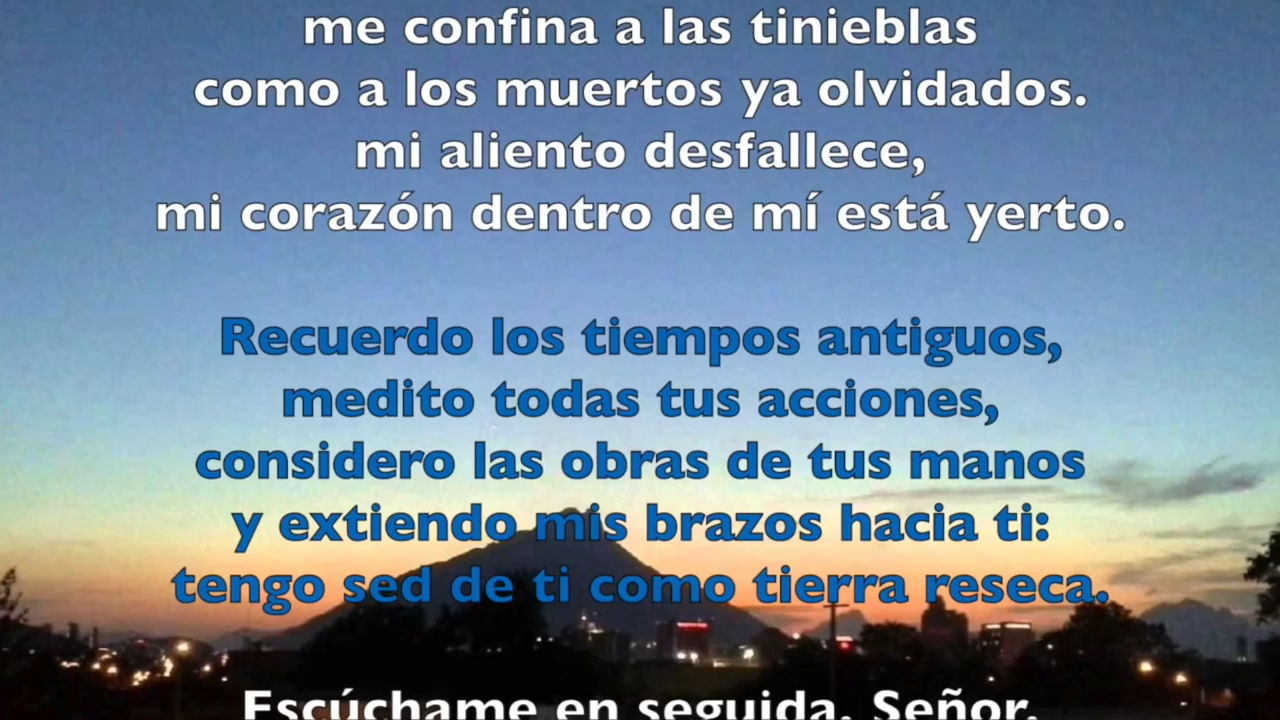 me confina a las tinieblas
como a los muertos ya olvidados.
mi aliento desfallece,
mi corazón dentro de mí está yerto.
Recuerdo los tiempos antiguos,
medito todas tus acciones,
considero las obras de tus manos
y extiendo mis brazos hacia ti:
tengo sed de ti como tierra reseca.
Escúchame en seguida, Señor,